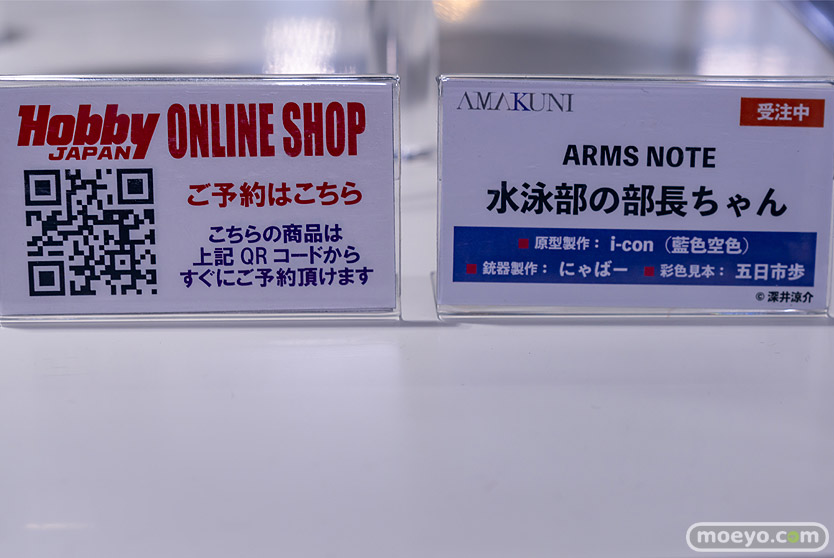 Hobby JAPAN ONLINE SHOP
ご予約はこちら
こちらの商品は
上記 QR コードから
すぐにご予約頂けます
AMAKUNI
受注中
ARMS NOTE
水泳部の部長ちゃん
■ 原型製作： i-con（藍色空色）
■ 銃器製作： にゃばー ■ 彩色見本： 五日市歩
© 深井涼介
moeyo.com